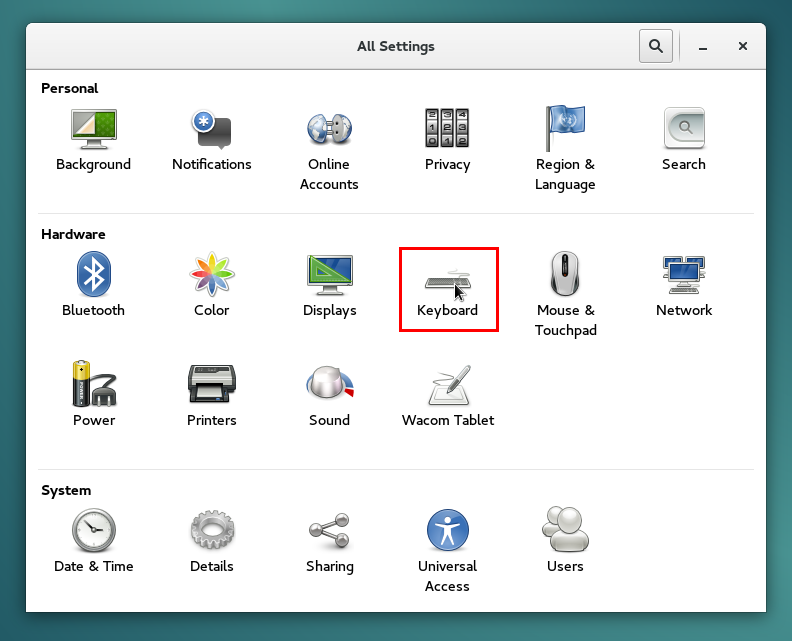 All Settings
Personal
Background
Notifications
Online
Accounts
Privacy
Region &
Language
Search
Hardware
Bluetooth
Color
Displays
Keyboard
Mouse &
Touchpad
Network
Power
Printers
Sound
Wacom Tablet
System
Date & Time
Details
Sharing
Universal
Access
Users